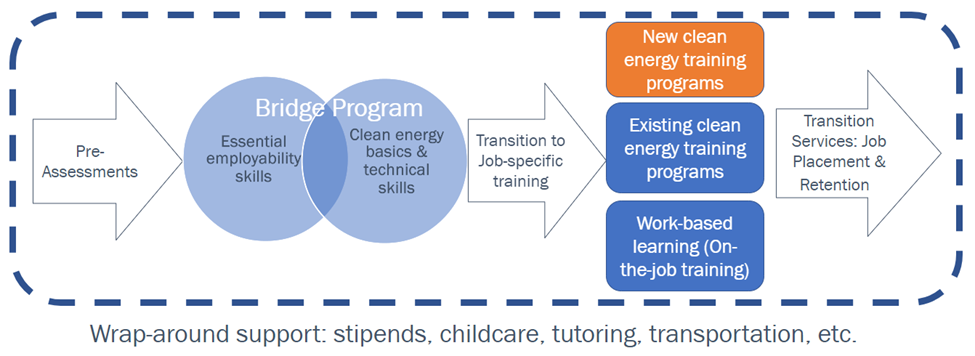 Pre-
Assessments
Bridge Program
Essential
employability
skills
Clean energy
basics &
technical
skills
Transition to
Job-specific
training
New clean
energy training
programs
Existing clean
energy training
programs
Work-based
learning (On-
the-job training)
Transition
Services: Job
Placement &
Retention
Wrap-around support: stipends, childcare, tutoring, transportation, etc.